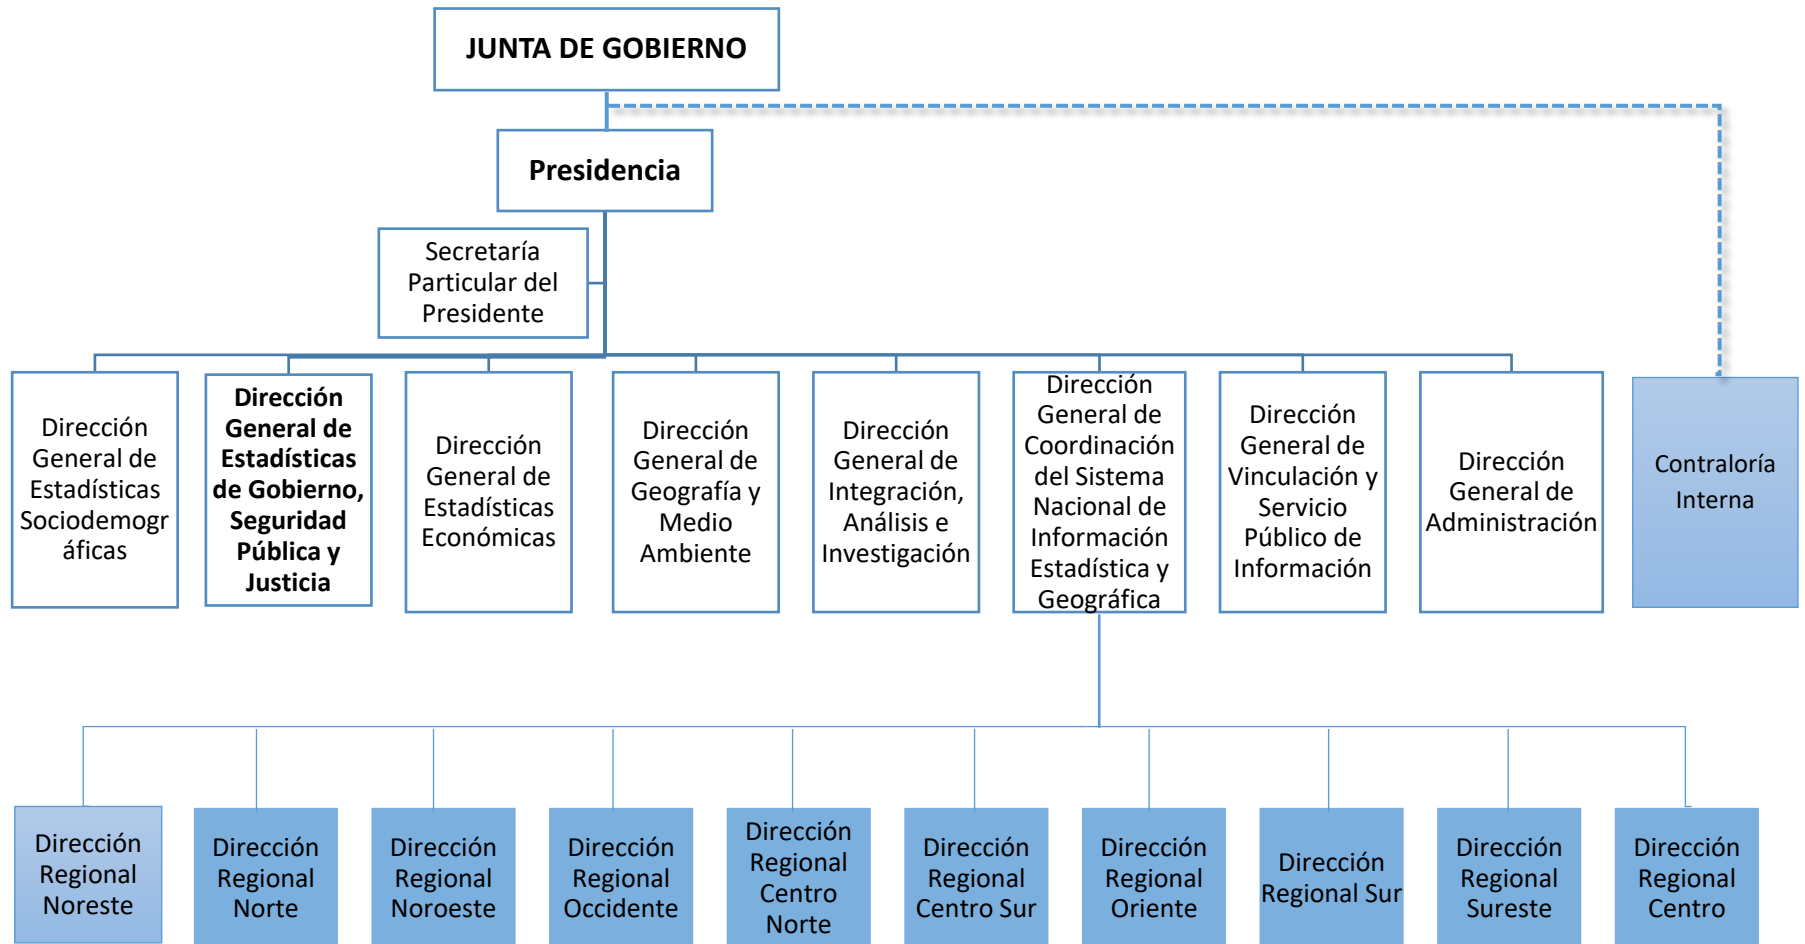 JUNTA DE GOBIERNO
Presidencia
Secretaría
Particular del
Presidente
Dirección
General de
Estadísticas
Sociodemogr
áficas
Dirección
General de
Estadísticas
de Gobierno,
Seguridad
Pública y
Justicia
Dirección
General de
Estadísticas
Económicas
Dirección
General de
Geografía y
Medio
Ambiente
Dirección
General de
Integración,
Análisis e
Investigación
Dirección
General de
Coordinación
del Sistema
Nacional de
Información
Estadística y
Geográfica
Dirección
General de
Vinculación y
Servicio
Público de
Información
Dirección
General de
Administración
Contraloría
Interna
Dirección
Regional
Noreste
Dirección
Regional
Norte
Dirección
Regional
Noroeste
Dirección
Regional
Occidente
Dirección
Regional
Centro
Norte
Dirección
Regional
Centro Sur
Dirección
Regional
Oriente
Dirección
Regional Sur
Dirección
Regional
Sureste
Dirección
Regional
Centro